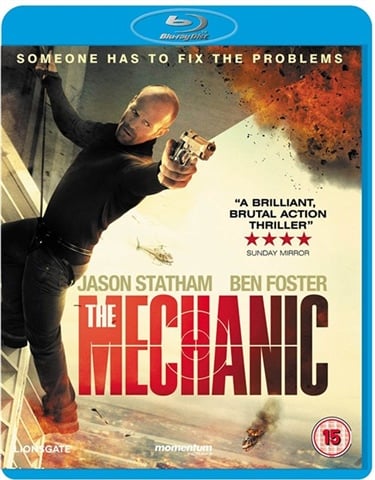 Blu-ray Disc
SOMEONE HAS TO FIX THE PROBLEMS
"A BRILLIANT,
BRUTAL ACTION
THRILLER"
SUNDAY MIRROR
JASON STATHAM BEN FOSTER
THE MECHANIC
15
LIONSGATE momentum